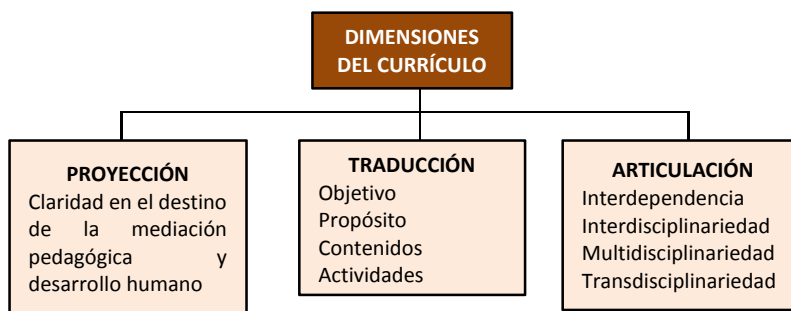 DIMENSIONES
DEL CURRÍCULO
PROYECCIÓN
Claridad en el destino
de la mediación
pedagógica y
desarrollo humano
TRADUCCIÓN
Objetivo
Propósito
Contenidos
Actividades
ARTICULACIÓN
Interdependencia
Interdisciplinariedad
Multidisciplinariedad
Transdisciplinariedad